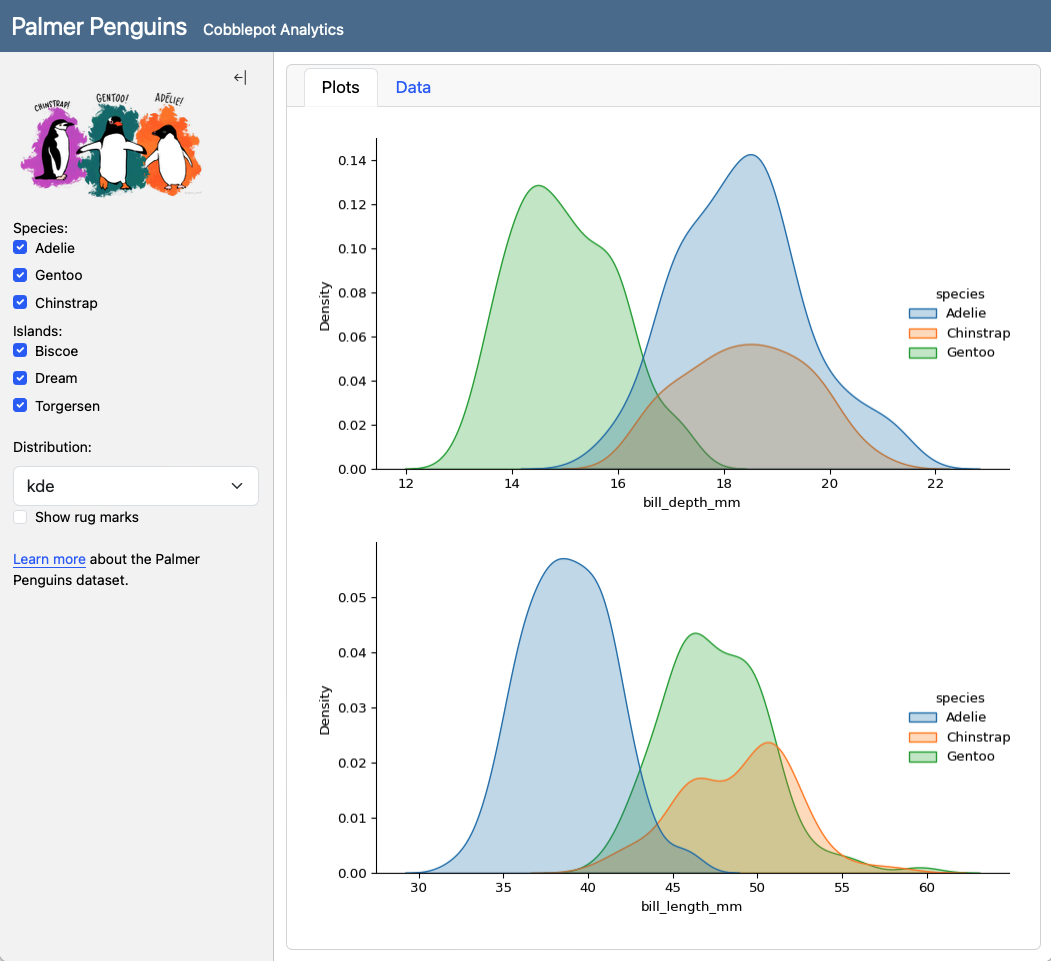 Palmer Penguins Cobblepot Analytics
CHINSTRAP!
GENTOO!
ADÉLIE!
Species:
Adelie
Gentoo
Chinstrap
Islands:
Biscoe
Dream
Torgersen
Distribution:
kde
Show rug marks
Learn more about the Palmer
Penguins dataset.
Plots Data
0.14
0.12
0.10
0.08
0.06
0.04
0.02
0.00
Density
12 14 16 18 20 22
bill_depth_mm
species
Adelie
Chinstrap
Gentoo
0.05
0.04
0.03
0.02
0.01
0.00
Density
30 35 40 45 50 55 60
bill_length_mm
species
Adelie
Chinstrap
Gentoo